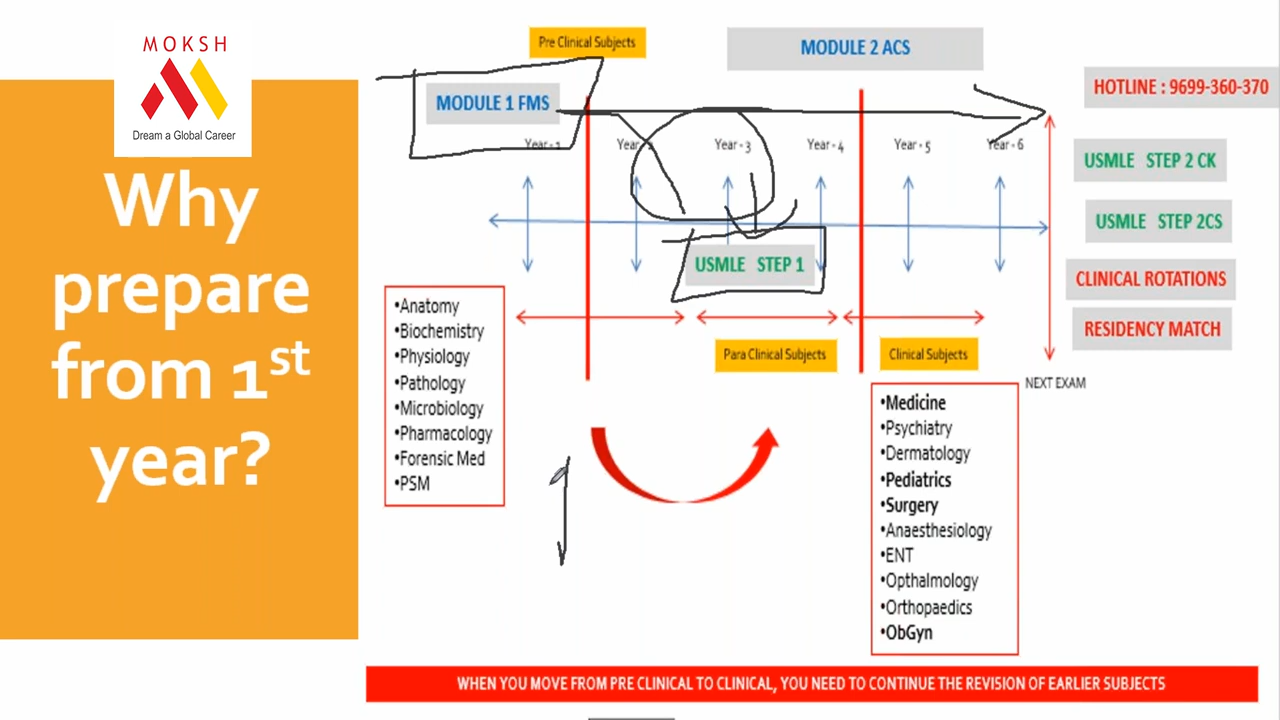 MOKSH
Dream a Global Career
Why
prepare
from 1st
year?
Pre Clinical Subjects
MODULE 2 ACS
MODULE 1 FMS
HOTLINE : 9699-360-370
Year - 1
Year - 2
Year - 3
Year - 4
Year - 5
Year - 6
USMLE STEP 2 CK
USMLE STEP 2CS
CLINICAL ROTATIONS
RESIDENCY MATCH
USMLE STEP 1
•Anatomy
•Biochemistry
•Physiology
•Pathology
•Microbiology
•Pharmacology
•Forensic Med
•PSM
Para Clinical Subjects
Clinical Subjects
NEXT EXAM
•Medicine
•Psychiatry
•Dermatology
•Pediatrics
•Surgery
•Anaesthesiology
•ENT
•Opthalmology
•Orthopaedics
•ObGyn
WHEN YOU MOVE FROM PRE CLINICAL TO CLINICAL, YOU NEED TO CONTINUE THE REVISION OF EARLIER SUBJECTS